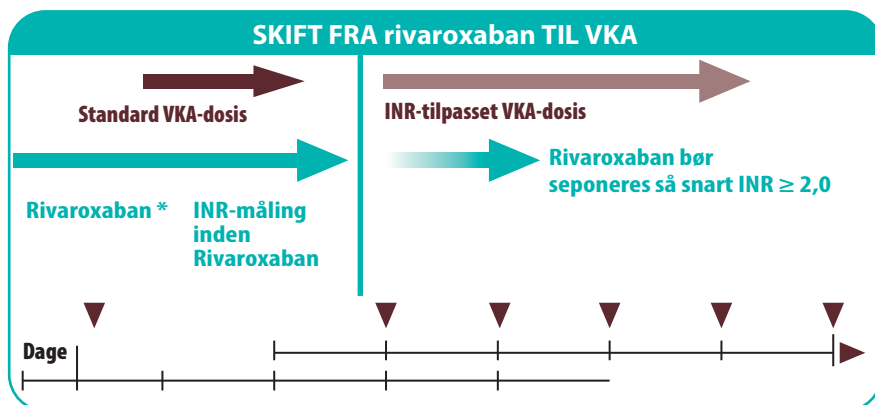 SKIFT FRA rivaroxaban TIL VKA
Standard VKA-dosis
INR-tilpasset VKA-dosis
Rivaroxaban bør
seponeres så snart INR ≥ 2,0
Rivaroxaban *
INR-måling
inden
Rivaroxaban
Dage